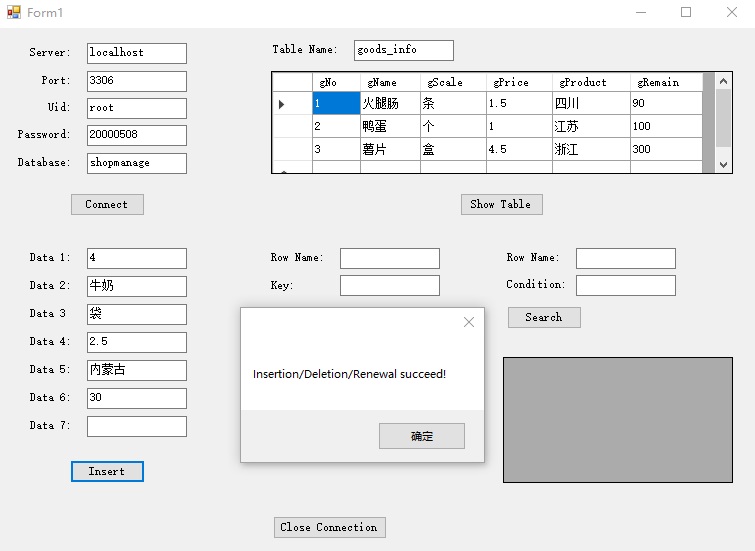 Form1
Server: localhost
Port: 3306
Uid: root
Password: 20000508
Database: shopmanage
Connect
Table Name: goods_info
gNo gName gScale gPrice gProduct gRemain
1 火腿肠 条 1.5 四川 90
2 鸭蛋 个 1 江苏 100
3 薯片 盒 4.5 浙江 300
Show Table
Data 1: 4
Data 2: 牛奶
Data 3 袋
Data 4: 2.5
Data 5: 内蒙古
Data 6: 30
Data 7:
Insert
Row Name:
Key:
Row Name:
Condition:
Search
Insertion/Deletion/Renewal succeed!
确定
Close Connection